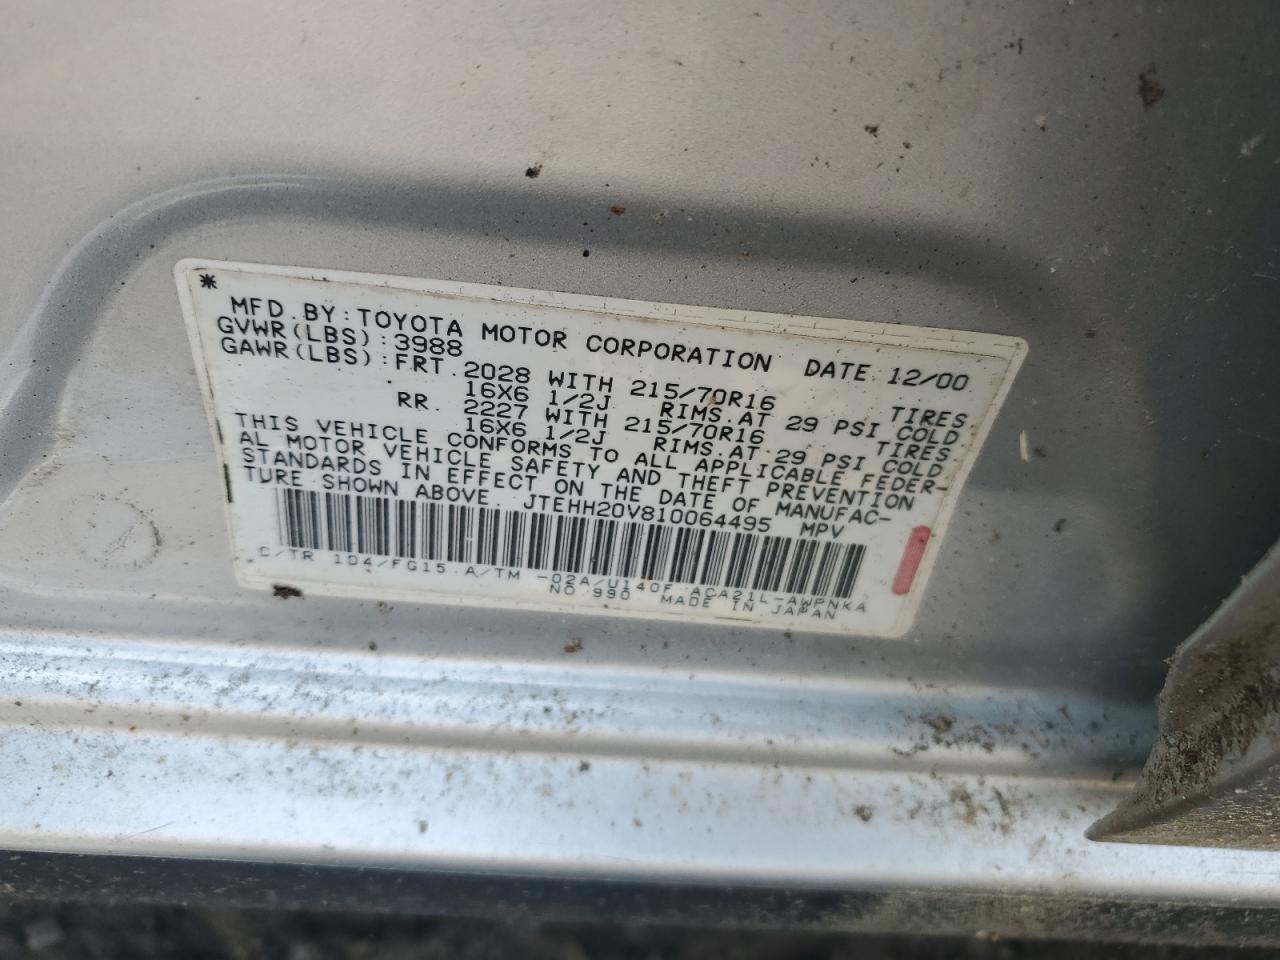 *
MFD. BY: TOYOTA MOTOR CORPORATION DATE: 12/00
GVWR(LBS): 3988
GAWR(LBS): FRT. 2028 WITH 215/70R16 TIRES.
16X6 1/2J RIMS. AT 29 PSI COLD
RR. 2227 WITH 215/70R16 TIRES.
16X6 1/2J RIMS. AT 29 PSI COLD
THIS VEHICLE CONFORMS TO ALL APPLICABLE FEDER-
AL MOTOR VEHICLE SAFETY AND THEFT PREVENTION
STANDARDS IN EFFECT ON THE DATE OF MANUFAC-
TURE SHOWN ABOVE. JTEHH20V810064495 MPV
C/TR 1D4/FG15 A/TM -02A/U140F ACA21L-AWPNKA
NO.990 MADE IN JAPAN